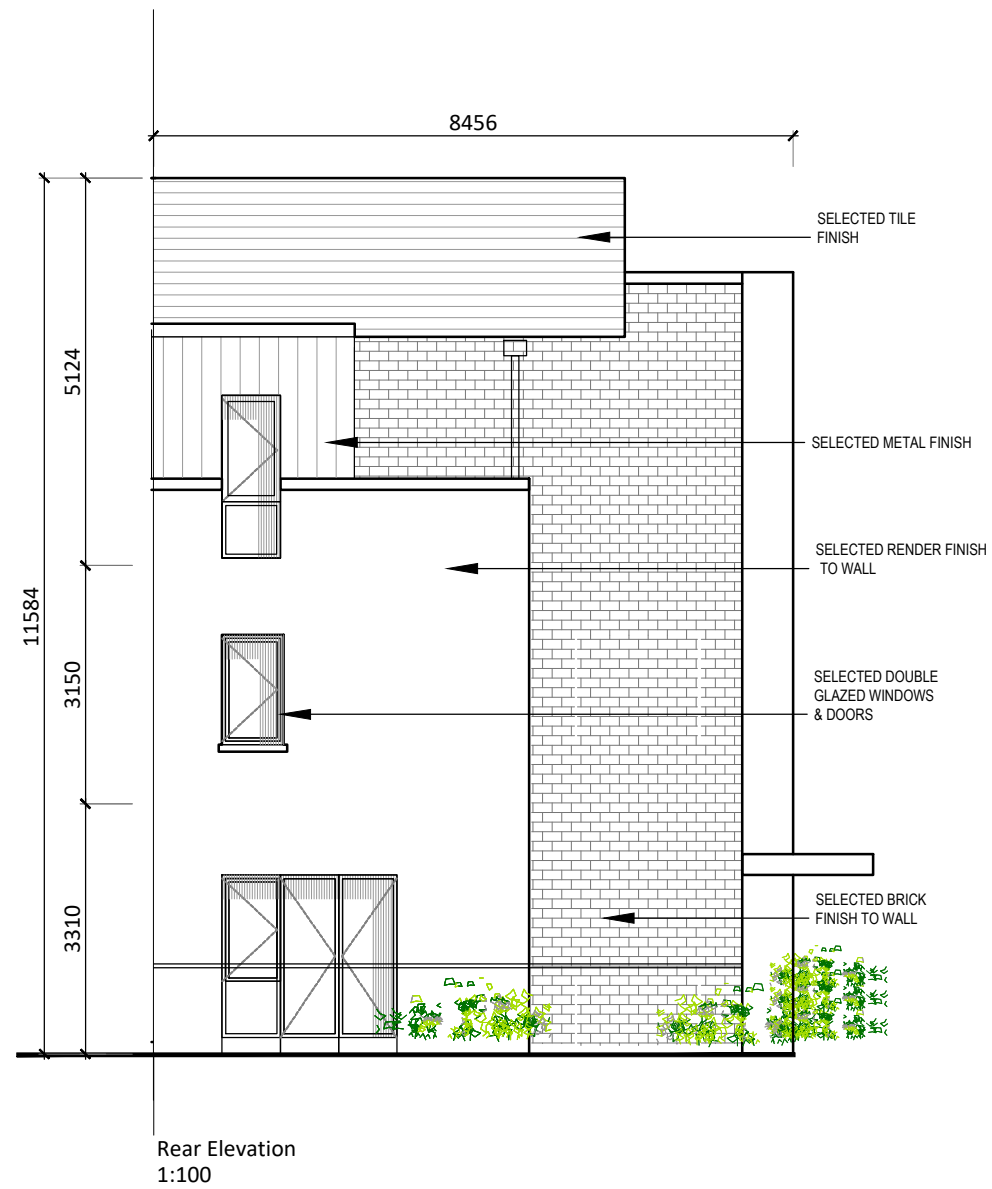 8456
SELECTED TILE
FINISH
5124
SELECTED METAL FINISH
SELECTED RENDER FINISH
TO WALL
11584
3150
SELECTED DOUBLE
GLAZED WINDOWS
& DOORS
3310
SELECTED BRICK
FINISH TO WALL
Rear Elevation
1:100